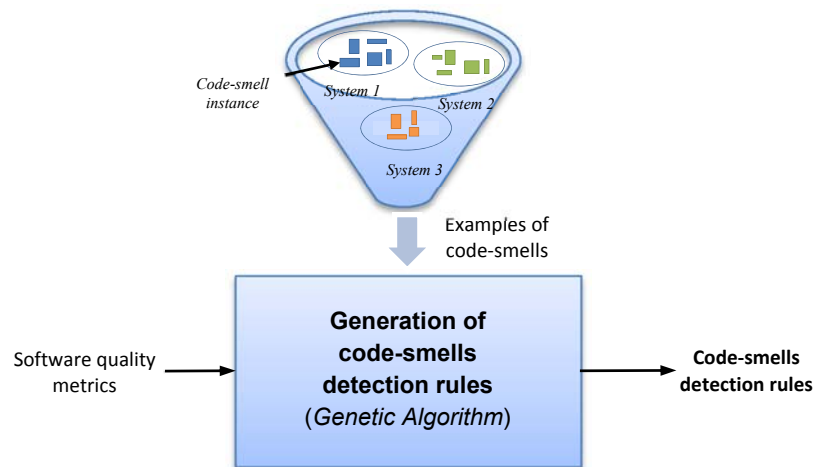 Code-smell
instance
System 1
System 2
System 3
Examples of
code-smells
Generation of
code-smells
detection rules
(Genetic Algorithm)
Software quality
metrics
Code-smells
detection rules